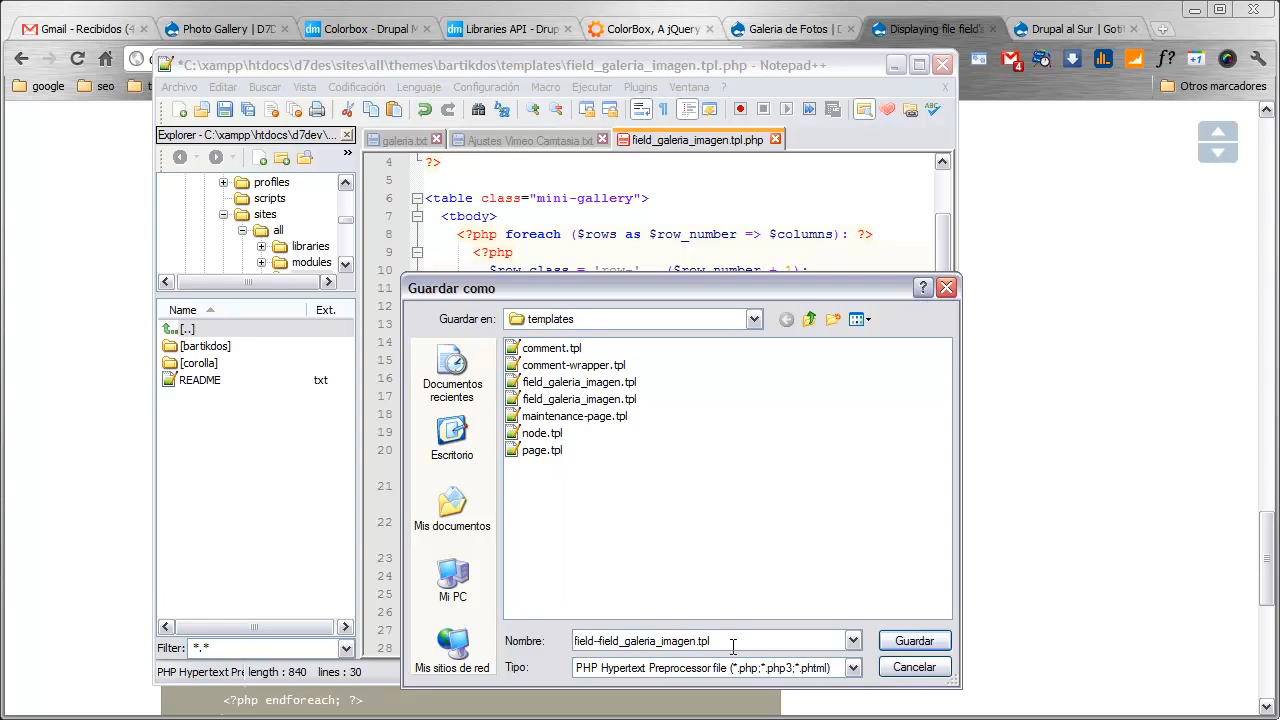 Gmail - Recibidos (4
Photo Gallery | D7D
Colorbox - Drupal M
Libraries API - Drup
ColorBox, A jQuery
Galeria de Fotos | D
Displaying file field's
Drupal al Sur | Goti
google
seo
Otros marcadores
*C:\xampp\htdocs\d7dev\sites\all\themes\bartikdos\templates\field_galeria_imagen.tpl.php - Notepad++
Archivo Editar Buscar Vista Codificación Lenguaje Configuración Macro Ejecutar Plugins Ventana ? X
Explorer - C:\xampp\htdocs\d7dev\...
galeria.txt
Ajustes Vimeo Camtasia.txt
field_galeria_imagen.tpl.php
profiles
scripts
sites
all
libraries
modules
Name Ext.
[..]
[bartikdos]
[corolla]
README txt
Filter: *.*
4 ?>
5
6 <table class="mini-gallery">
7 <tbody>
8 <?php foreach ($rows as $row_number => $columns): ?>
9 <?php
10 $row_class = 'row-' . ($row_number + 1);
11
12
13
14
15
16
17
18
19
20
21
22
23
24
25
26
27
28
Guardar como
Guardar en: templates
Documentos recientes
Escritorio
Mis documentos
Mi PC
Mis sitios de red
comment.tpl
comment-wrapper.tpl
field_galeria_imagen.tpl
field_galeria_imagen.tpl
maintenance-page.tpl
node.tpl
page.tpl
Nombre: field-field_galeria_imagen.tpl Guardar
Tipo: PHP Hypertext Preprocessor file (*.php;*.php3;*.phtml) Cancelar
PHP Hypertext Pr length : 840 lines : 30
<?php endforeach; ?>